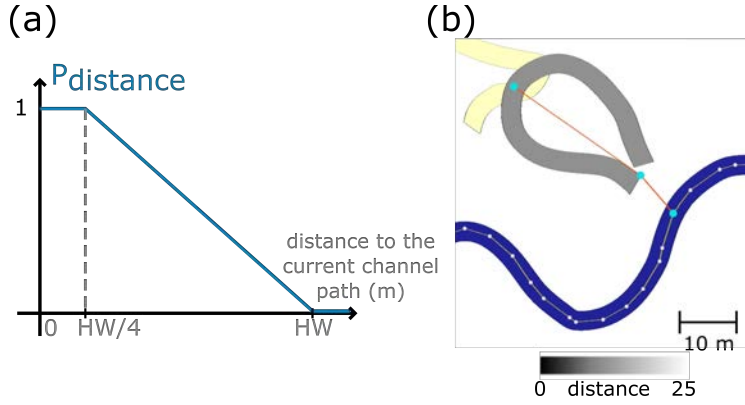 (a)
(b)
Pdistance
1
distance to the
current channel
path (m)
0
HW/4
HW
10 m
0 distance 25